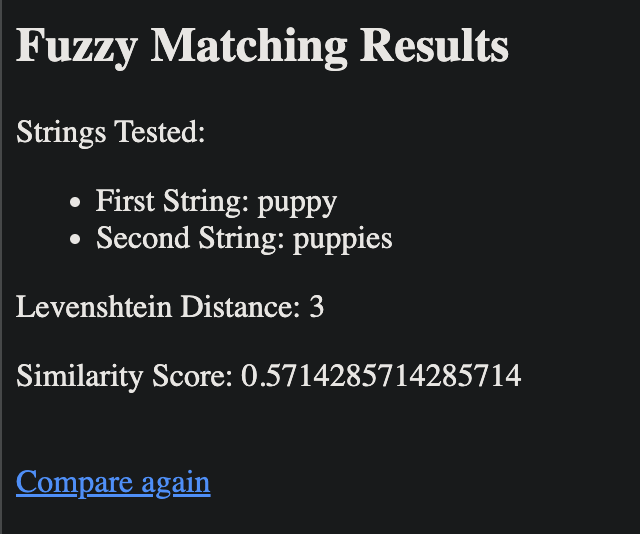 Fuzzy Matching Results
Strings Tested:
• First String: puppy
• Second String: puppies
Levenshtein Distance: 3
Similarity Score: 0.5714285714285714
Compare again